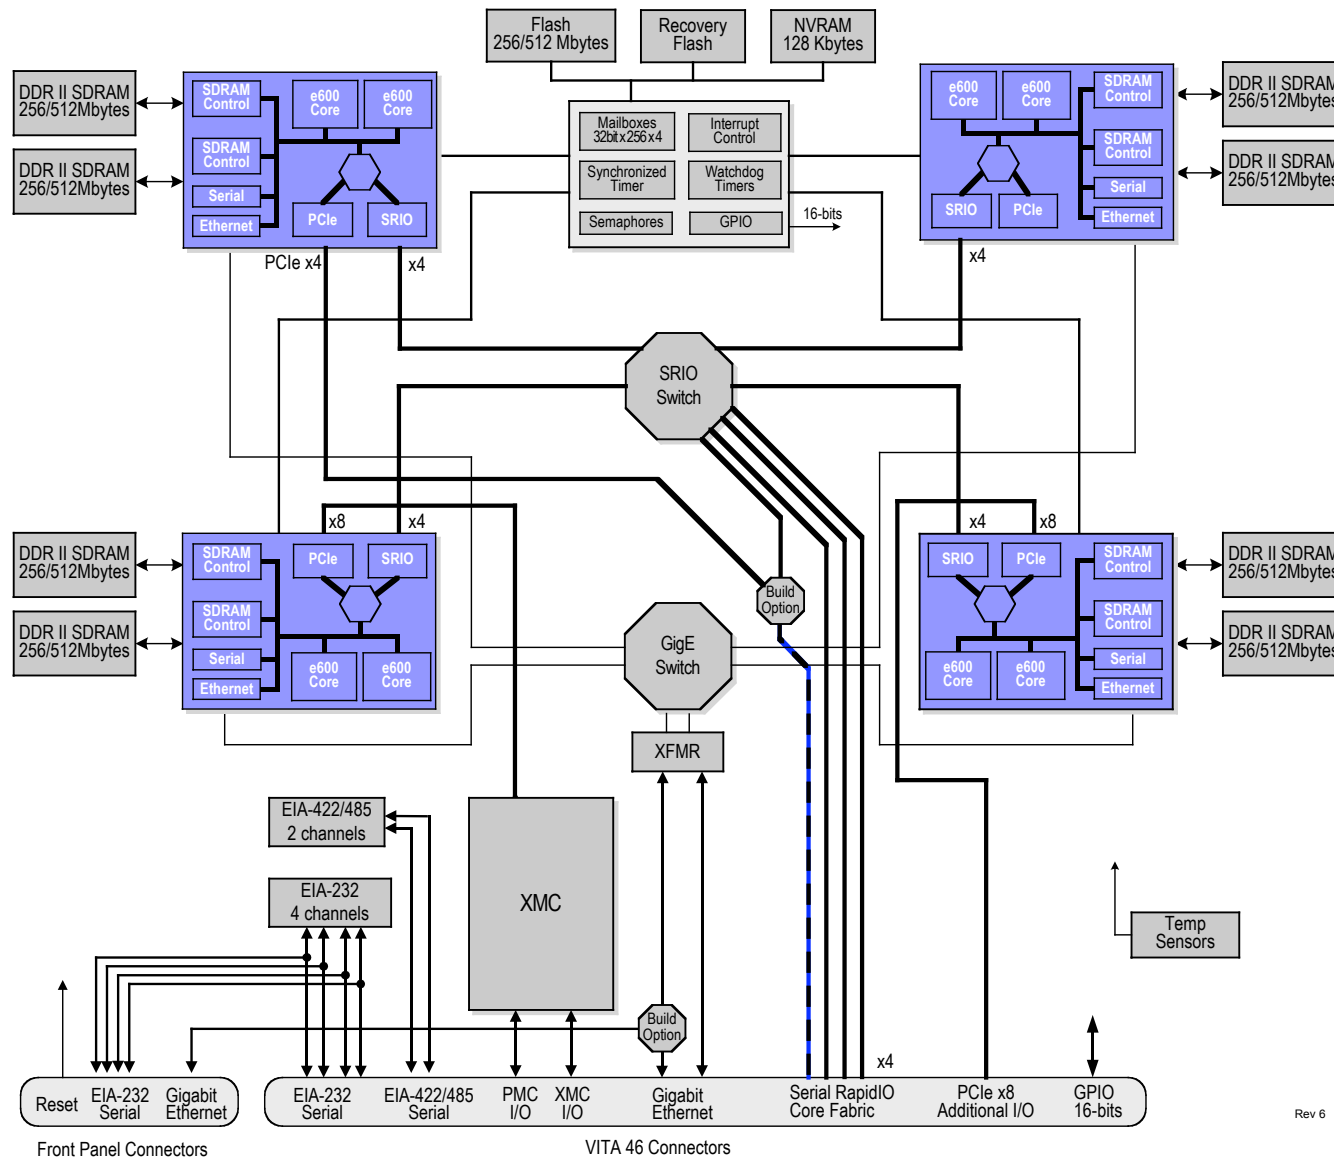 Flash
256/512 Mbytes
Recovery
Flash
NVRAM
128 Kbytes
DDR II SDRAM
256/512Mbytes
DDR II SDRAM
256/512Mbytes
SDRAM
Control
SDRAM
Control
Serial
Ethernet
e600
Core
e600
Core
PCIe
SRIO
Mailboxes
32bit x 256 x 4
Interrupt
Control
Synchronized
Timer
Watchdog
Timers
Semaphores
GPIO
16-bits
e600
Core
e600
Core
SRIO
PCIe
SDRAM
Control
SDRAM
Control
Serial
Ethernet
DDR II SDRAM
256/512Mbytes
DDR II SDRAM
256/512Mbytes
PCIe x4
x4
x4
SRIO
Switch
x8
x4
x4
x8
DDR II SDRAM
256/512Mbytes
DDR II SDRAM
256/512Mbytes
SDRAM
Control
SDRAM
Control
Serial
Ethernet
PCIe
SRIO
e600
Core
e600
Core
Build
Option
GigE
Switch
XFMR
SRIO
PCIe
e600
Core
e600
Core
SDRAM
Control
SDRAM
Control
Serial
Ethernet
DDR II SDRAM
256/512Mbytes
DDR II SDRAM
256/512Mbytes
EIA-422/485
2 channels
EIA-232
4 channels
XMC
Temp
Sensors
Build
Option
x4
Reset
EIA-232
Serial
Gigabit
Ethernet
EIA-232
Serial
EIA-422/485
Serial
PMC
I/O
XMC
I/O
Gigabit
Ethernet
Serial RapidIO
Core Fabric
PCIe x8
Additional I/O
GPIO
16-bits
Rev 6
Front Panel Connectors
VITA 46 Connectors